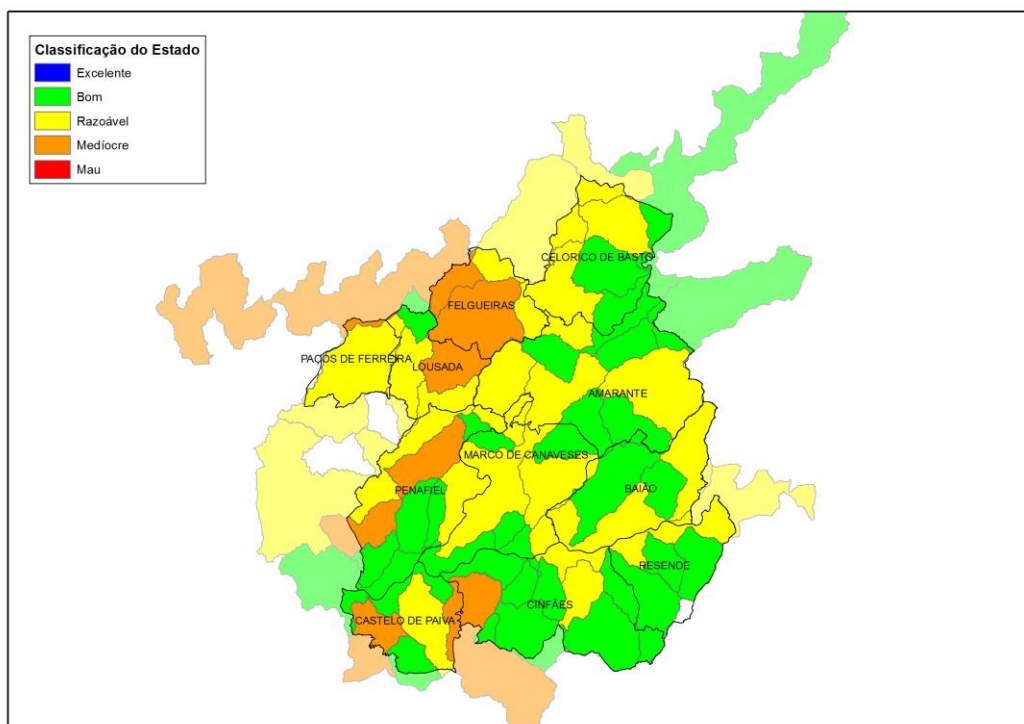 Classificação do Estado
Excelente
Bom
Razoável
Medíocre
Mau
CELORICO DE BASTO
FELGUEIRAS
PAÇOS DE FERREIRA
LOUSADA
AMARANTE
MARCO DE CANAVESES
PENAFIEL
BAIÃO
RESENDE
CINFÃES
CASTELO DE PAIVA